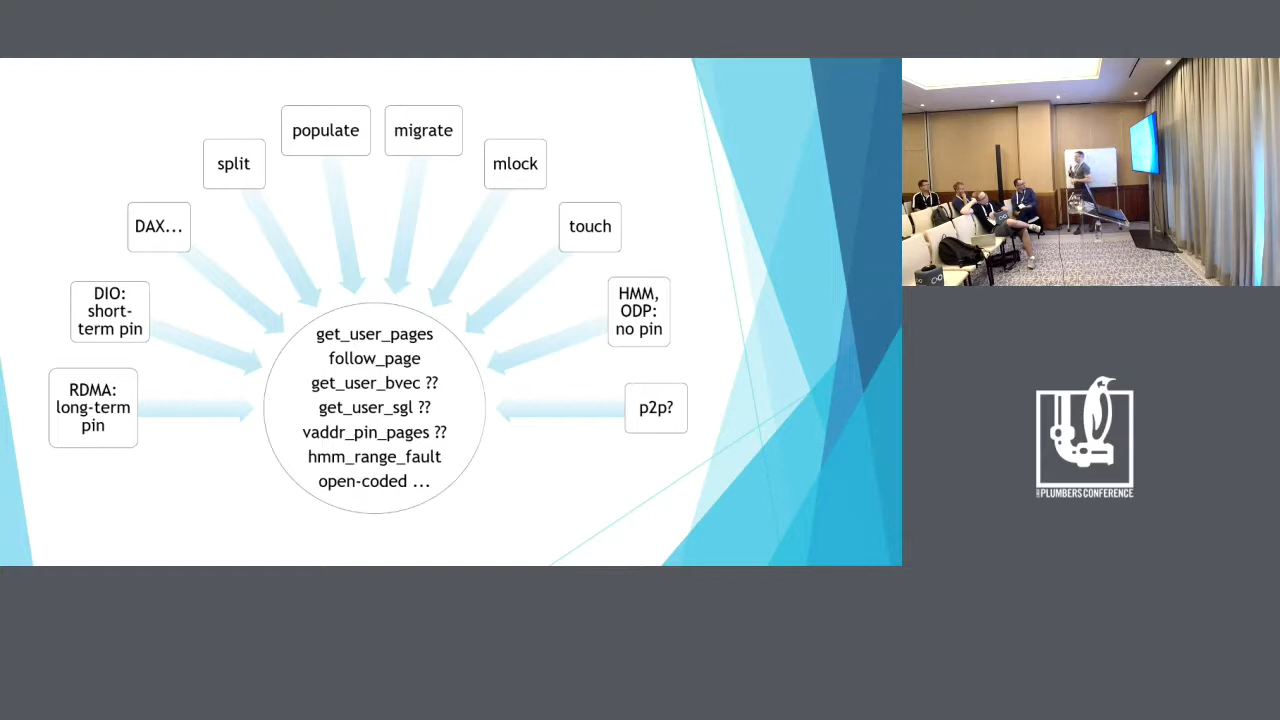 populate
migrate
split
mlock
DAX...
touch
DIO:
short-
term pin
HMM,
ODP:
no pin
RDMA:
long-term
pin
p2p?
get_user_pages
follow_page
get_user_bvec ??
get_user_sgl ??
vaddr_pin_pages ??
hmm_range_fault
open-coded ...
PLUMBERS CONFERENCE